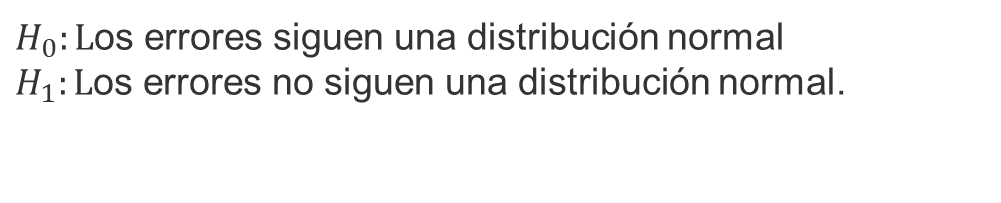 H₀: Los errores siguen una distribución normal
H₁: Los errores no siguen una distribución normal.